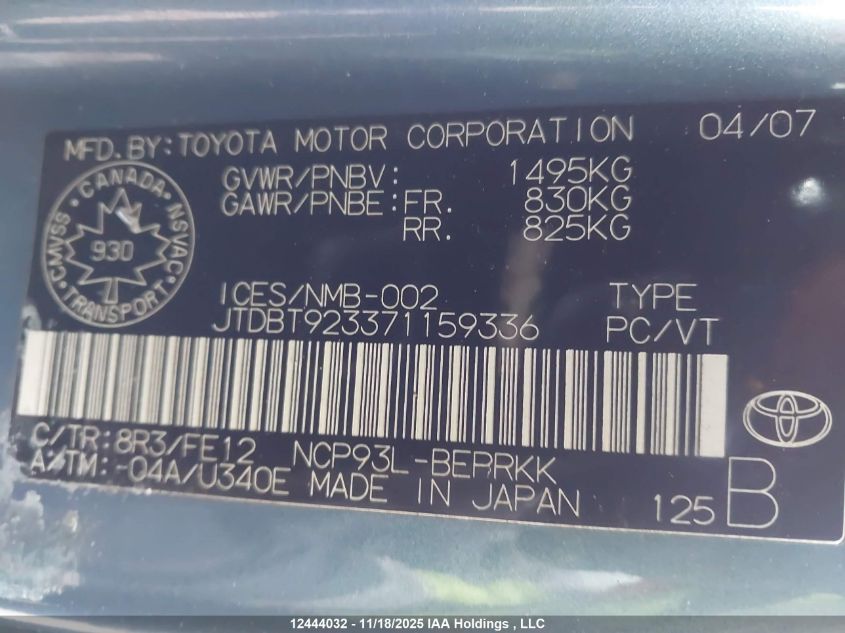 MFD.BY:TOYOTA MOTOR CORPORATION 04/07
GVWR/PNBV: 1495KG
GAWR/PNBE:FR. 830KG
RR. 825KG
CANADA
CMVSS · NSVAC
930
TRANSPORT
ICES/NMB-002 TYPE
JTDBT923371159336 PC/VT
C/TR:8R3/FE12 NCP93L-BEPRKK
A/TM:-04A/U340E MADE IN JAPAN 125 B
12444032 - 11/18/2025 IAA Holdings , LLC